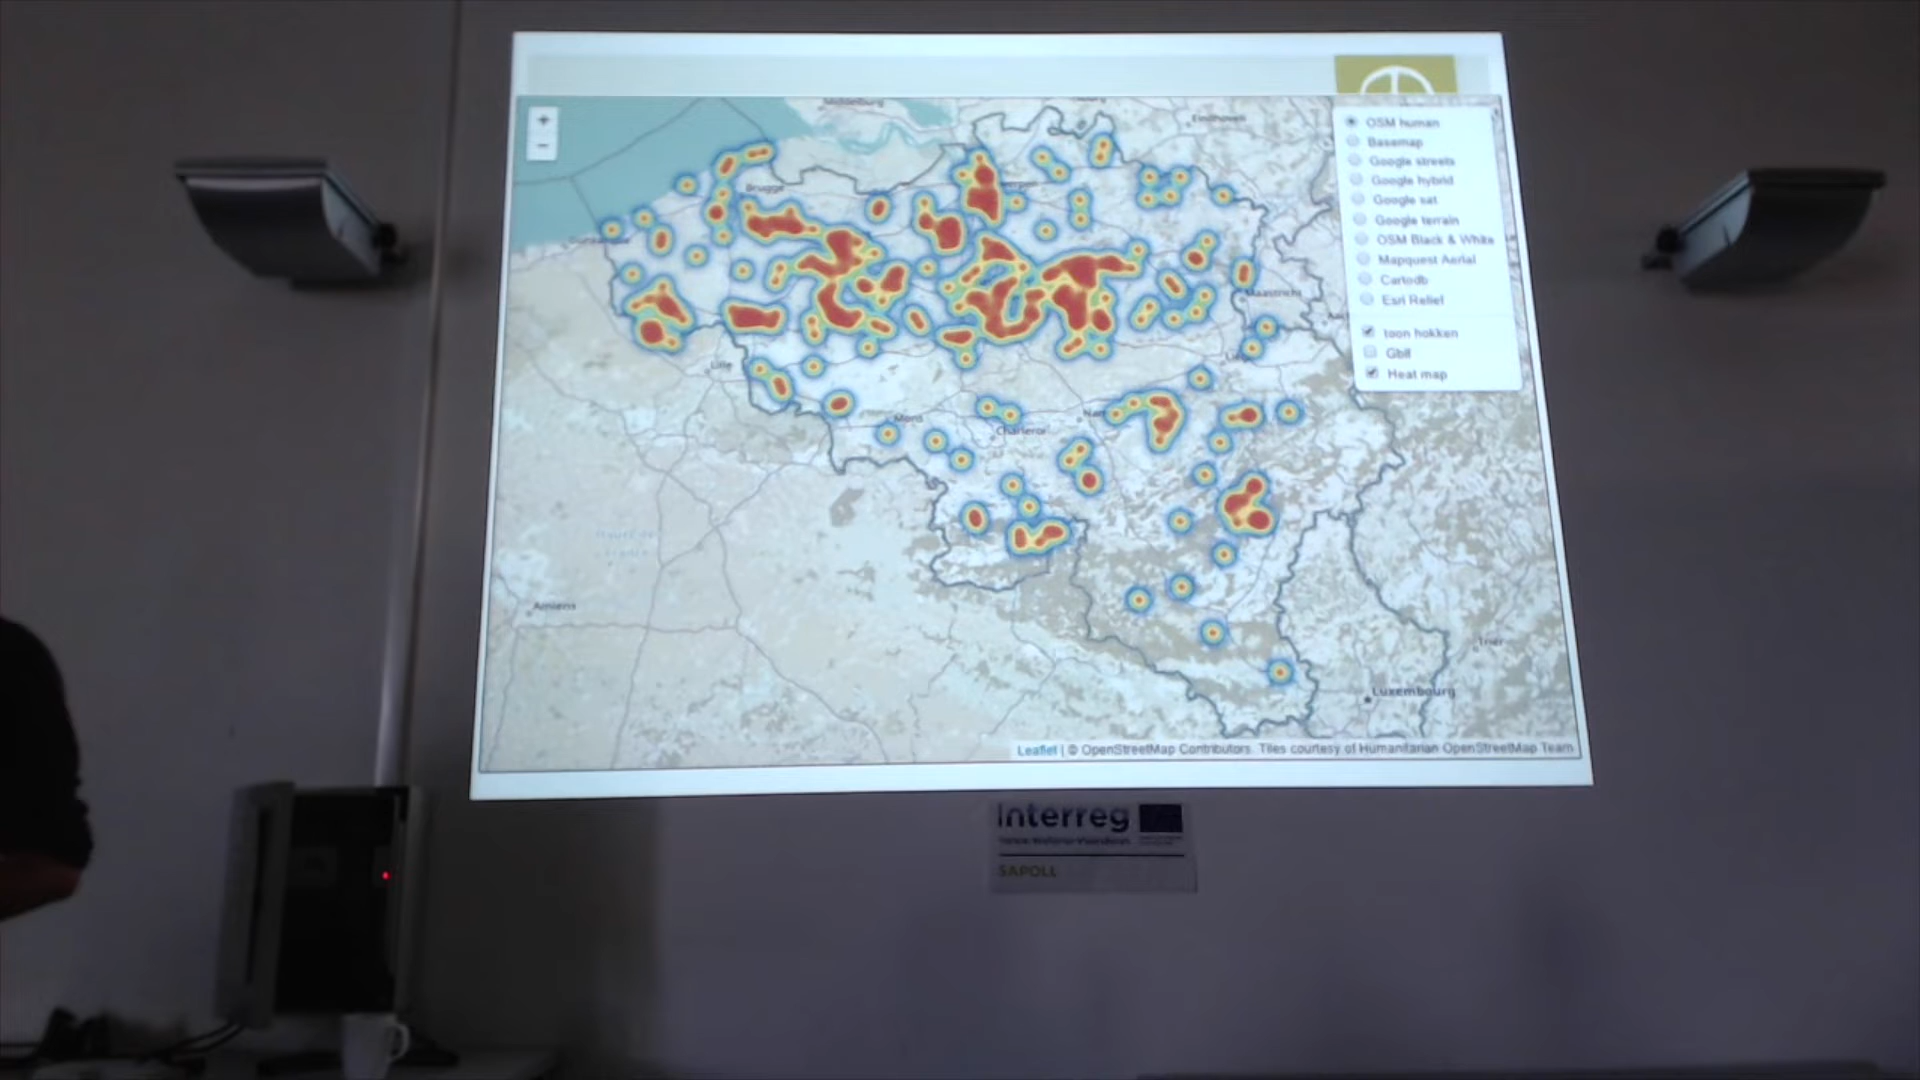 +
−
Middelburg
Eindhoven
Brugge
Maastricht
Lille
Mons
Charleroi
Amiens
Trier
Luxembourg
OSM human
Basemap
Google streets
Google hybrid
Google sat
Google terrain
OSM Black & White
Mapquest Aerial
Cartodb
Esri Relief
toon hokken
Gbif
Heat map
Leaflet | © OpenStreetMap Contributors. Tiles courtesy of Humanitarian OpenStreetMap Team
Interreg
SAPOLL